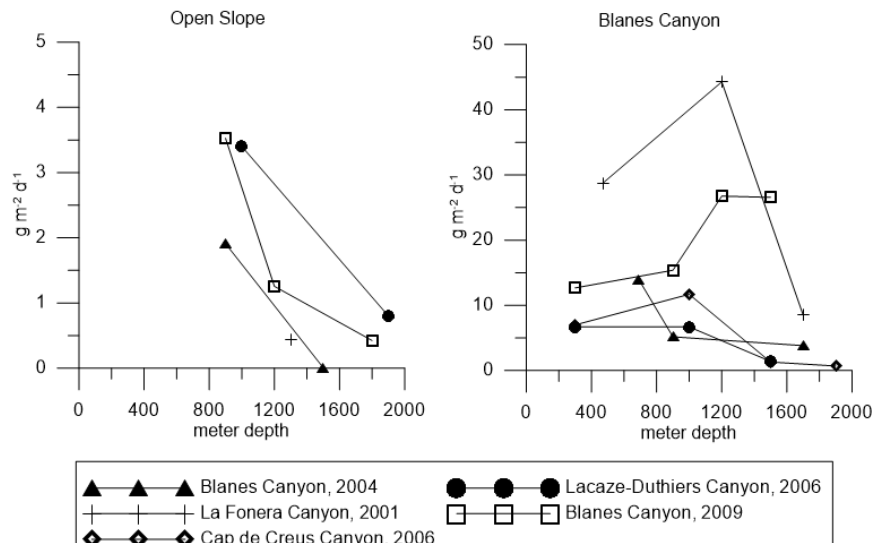 Open Slope
5
4
3
2
1
0
g m-2 d-1
0 400 800 1200 1600 2000
meter depth
Blanes Canyon
50
40
30
20
10
0
g m-2 d-1
0 400 800 1200 1600 2000
meter depth
Blanes Canyon, 2004
Lacaze-Duthiers Canyon, 2006
La Fonera Canyon, 2001
Blanes Canyon, 2009
Cap de Creus Canyon, 2006